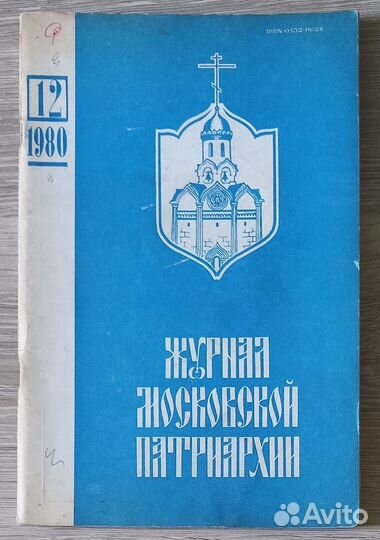 12
1980
ISSN-0132-862X
ЖУРНАЛ
МОСКОВСКОЙ
ПАТРИАРХИИ
Avito